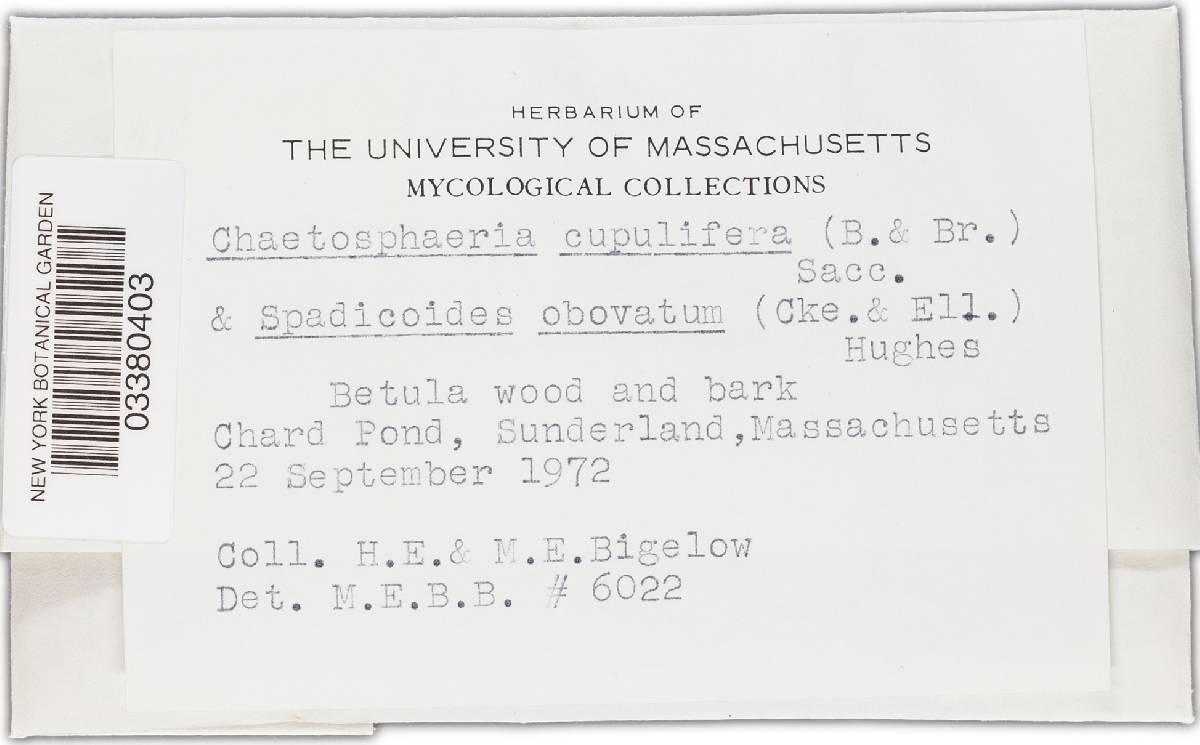 HERBARIUM OF
THE UNIVERSITY OF MASSACHUSETTS
MYCOLOGICAL COLLECTIONS
Chaetosphaeria cupulifera (B.& Br.)
Sacc.
& Spadicoides obovatum (Cke.& Ell.)
Hughes
Betula wood and bark
Chard Pond, Sunderland,Massachusetts
22 September 1972
Coll. H.E.& M.E.Bigelow
Det. M.E.B.B. # 6022
NEW YORK BOTANICAL GARDEN
03380403